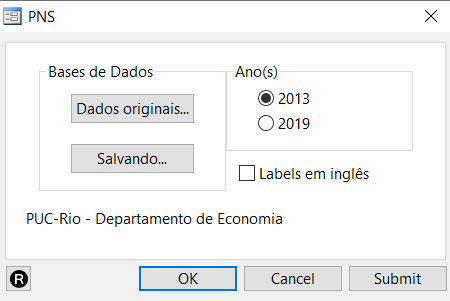 PNS
Bases de Dados
Dados originais...
Salvando...
Ano(s)
2013
2019
Labels em inglês
PUC-Rio - Departamento de Economia
R
OK
Cancel
Submit